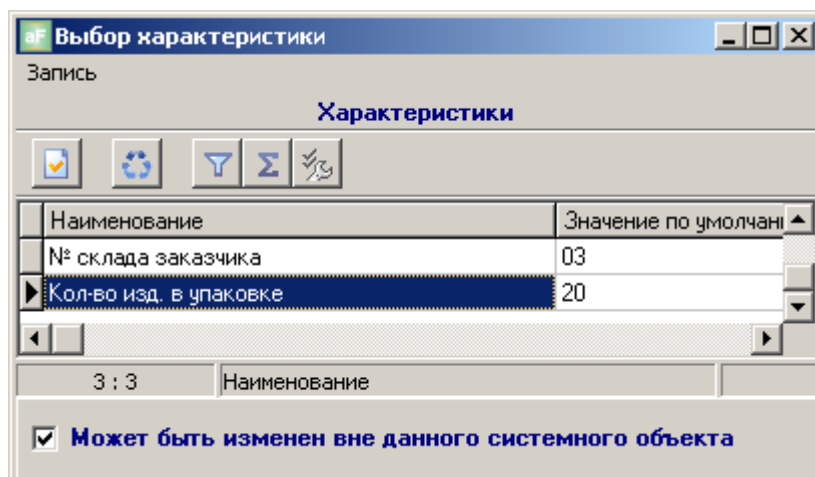 aF Выбор характеристики
Запись
Характеристики
Σ
Наименование Значение по умолчани
№ склада заказчика 03
Кол-во изд. в упаковке 20
3 : 3 Наименование
Может быть изменен вне данного системного объекта